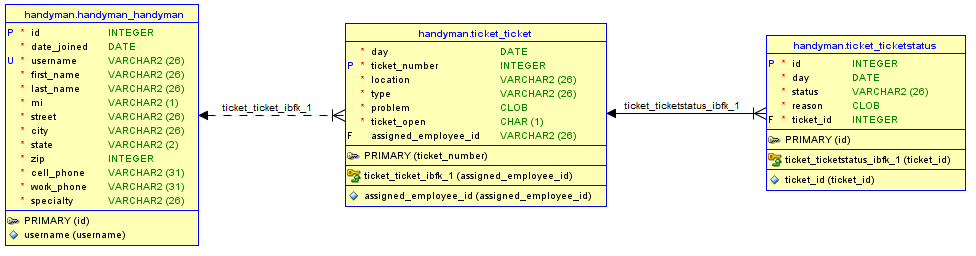 handyman.handyman_handyman
P * id INTEGER
* date_joined DATE
U * username VARCHAR2 (26)
* first_name VARCHAR2 (26)
* last_name VARCHAR2 (26)
* mi VARCHAR2 (1)
* street VARCHAR2 (26)
* city VARCHAR2 (26)
* state VARCHAR2 (2)
* zip INTEGER
* cell_phone VARCHAR2 (31)
* work_phone VARCHAR2 (31)
* specialty VARCHAR2 (26)
PRIMARY (id)
username (username)
ticket_ticket_ibfk_1
handyman.ticket_ticket
* day DATE
P * ticket_number INTEGER
* location VARCHAR2 (26)
* type VARCHAR2 (26)
* problem CLOB
* ticket_open CHAR (1)
F assigned_employee_id VARCHAR2 (26)
PRIMARY (ticket_number)
ticket_ticket_ibfk_1 (assigned_employee_id)
assigned_employee_id (assigned_employee_id)
ticket_ticketstatus_ibfk_1
handyman.ticket_ticketstatus
P * id INTEGER
* day DATE
* status VARCHAR2 (26)
* reason CLOB
F * ticket_id INTEGER
PRIMARY (id)
ticket_ticketstatus_ibfk_1 (ticket_id)
ticket_id (ticket_id)